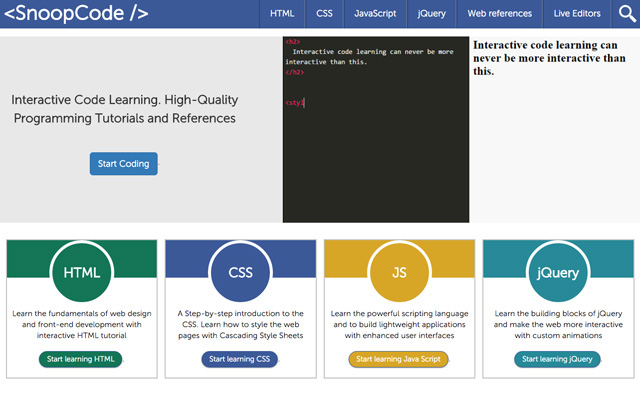 <SnoopCode />
HTML
CSS
JavaScript
jQuery
Web references
Live Editors
Interactive Code Learning. High-Quality
Programming Tutorials and References
Start Coding
<h2>
Interactive code learning can never be more
interactive than this.
</h2>
<styl
Interactive code learning can
never be more interactive than
this.
HTML
Learn the fundamentals of web design
and front-end development with
interactive HTML tutorial
Start learning HTML
CSS
A Step-by-step introduction to the
CSS. Learn how to style the web
pages with Cascading Style Sheets
Start learning CSS
JS
Learn the powerful scripting language
and to build lightweight applications
with enhanced user interfaces
Start learning Java Script
jQuery
Learn the building blocks of jQuery
and make the web more interactive
with custom animations
Start learning jQuery